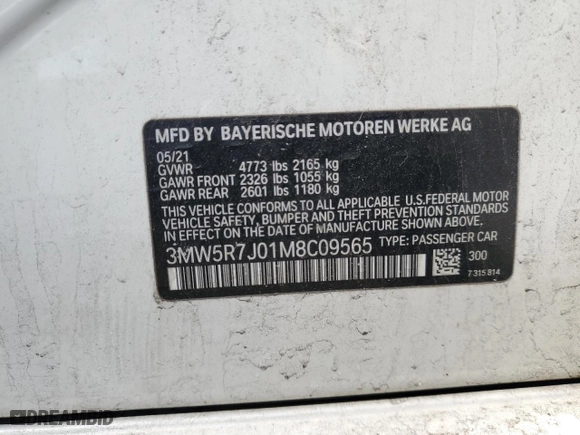 MFD BY BAYERISCHE MOTOREN WERKE AG
05/21
GVWR 4773 lbs 2165 kg
GAWR FRONT 2326 lbs 1055 kg
GAWR REAR 2601 lbs 1180 kg
THIS VEHICLE CONFORMS TO ALL APPLICABLE U.S.FEDERAL MOTOR
VEHICLE SAFETY, BUMPER AND THEFT PREVENTION STANDARDS
IN EFFECT ON THE DATE OF MANUFACTURE SHOWN ABOVE.
3MW5R7J01M8C09565 TYPE: PASSENGER CAR
300
7 315 814
DREAMBID